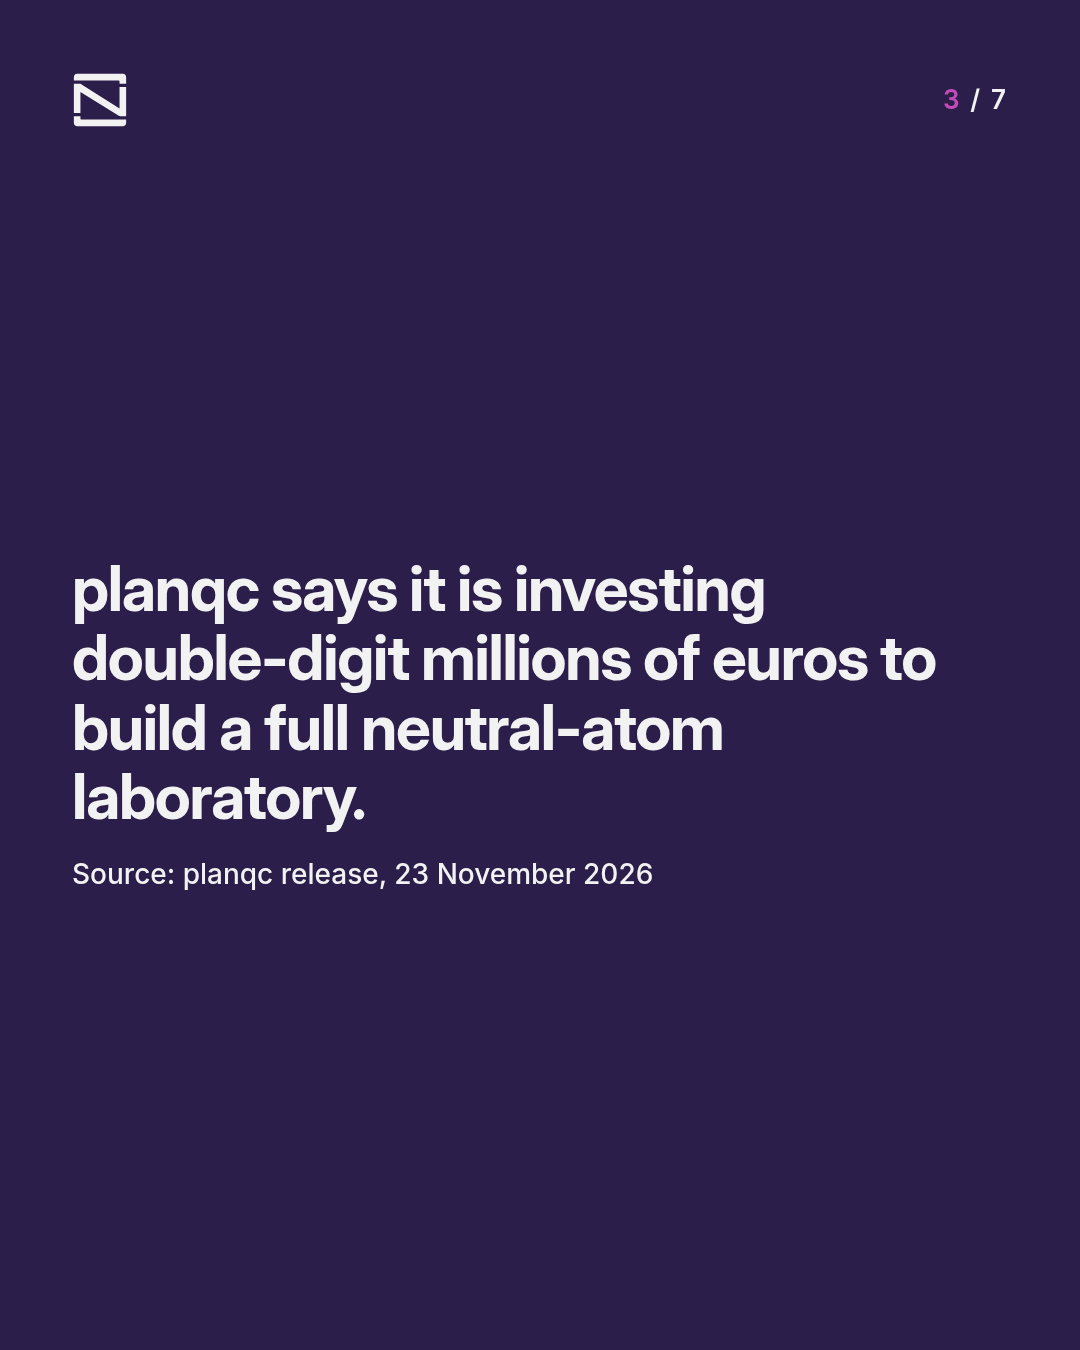 3 / 7
planqc says it is investing
double-digit millions of euros to
build a full neutral-atom
laboratory.
Source: planqc release, 23 November 2026